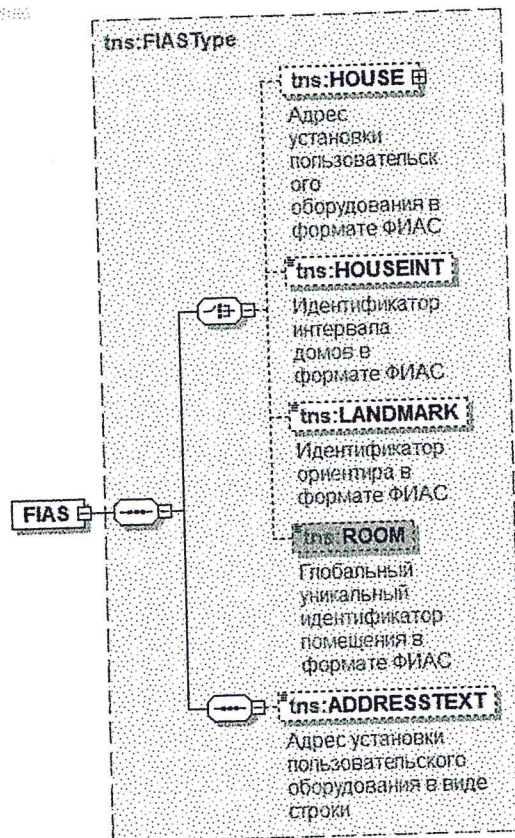 tns:FIASType
tns:HOUSE
Адрес
установки
пользовательск
ого
оборудования в
формате ФИАС
tns:HOUSEINT
Идентификатор
интервала
домов в
формате ФИАС
tns:LANDMARK
Идентификатор
ориентира в
формате ФИАС
FIAS
tns:ROOM
Глобальный
уникальный
идентификатор
помещения в
формате ФИАС
tns:ADDRESSTEXT
Адрес установки
пользовательского
оборудования в виде
строки